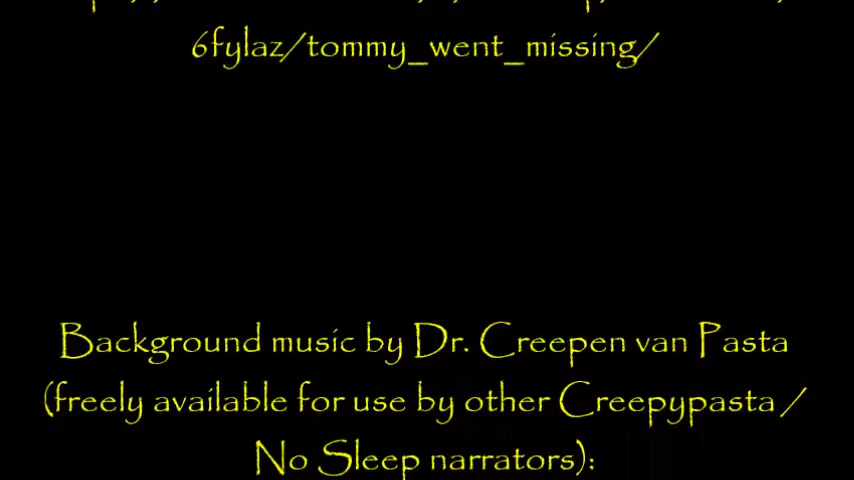 6fylaz/tommy_went_missing/
Background music by Dr. Creepen van Pasta
(freely available for use by other Creepypasta /
No Sleep narrators):